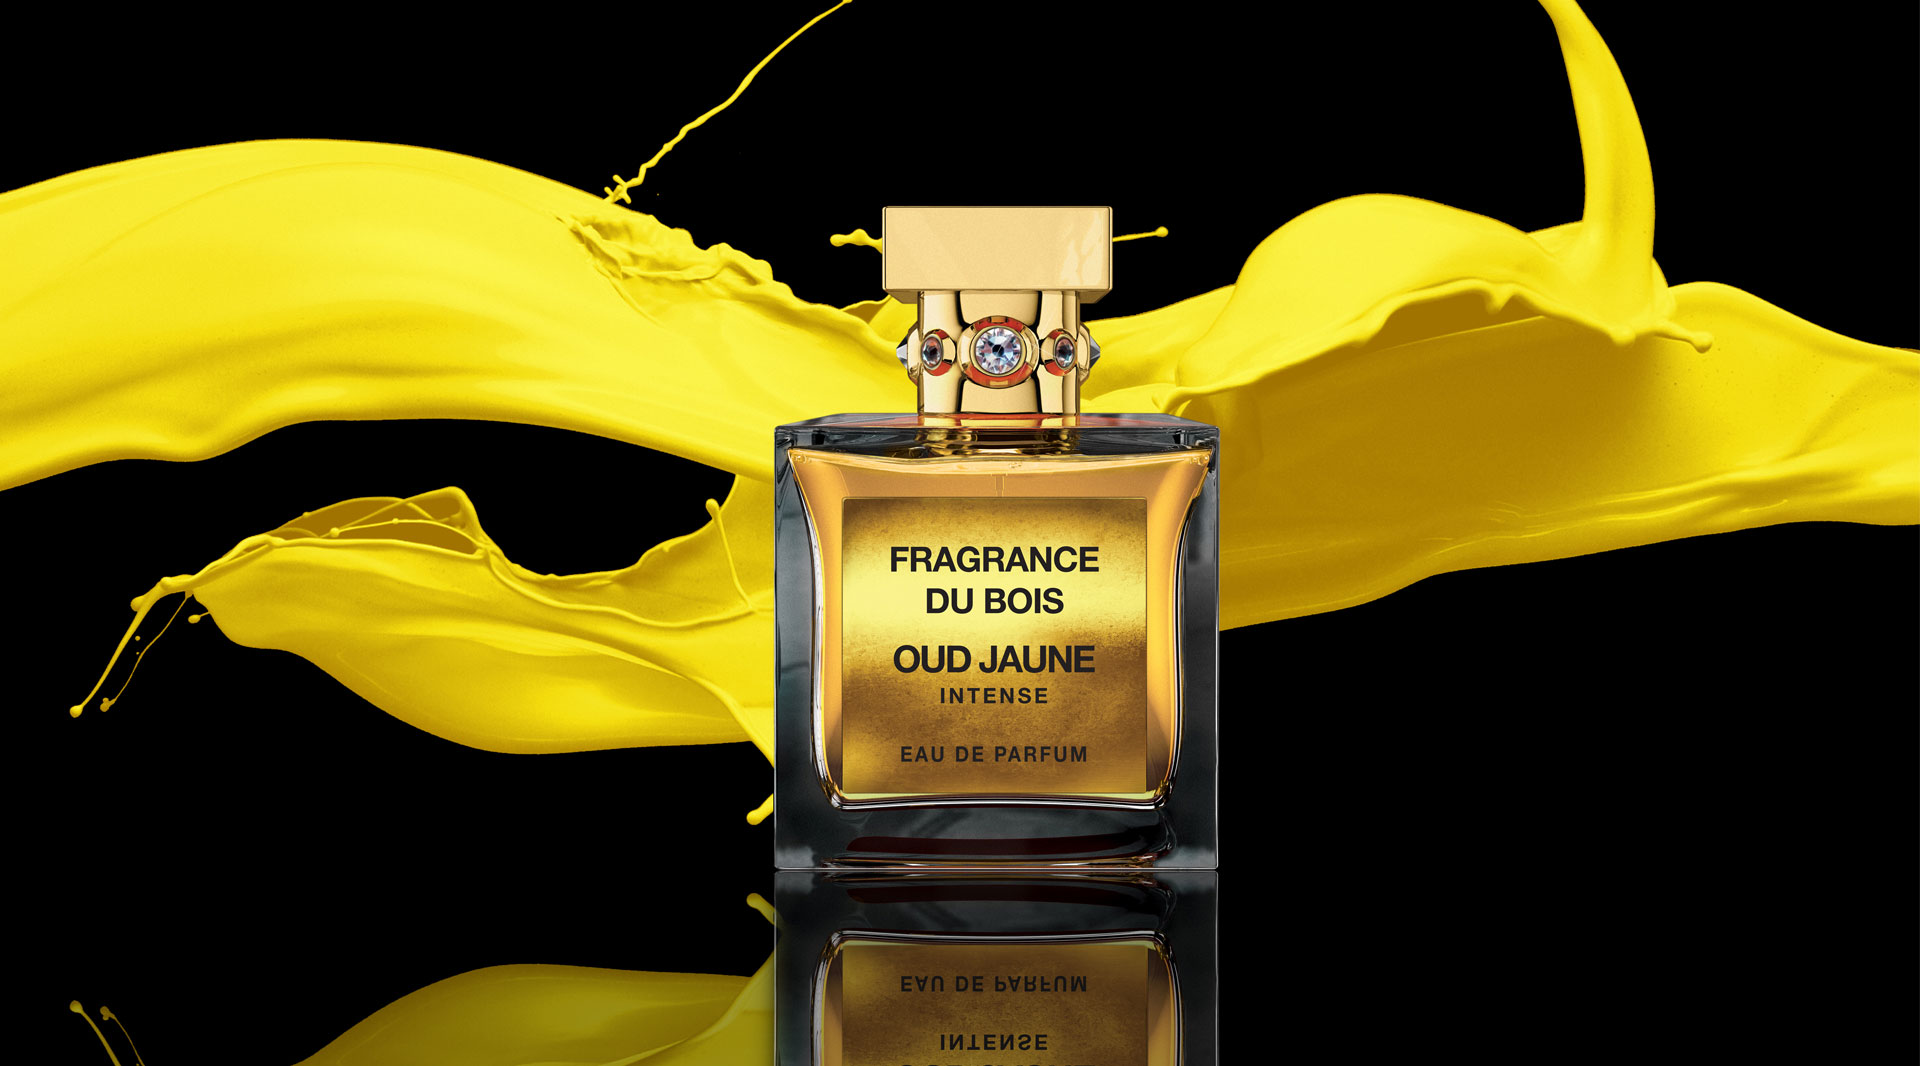 FRAGRANCE
DU BOIS
OUD JAUNE
INTENSE
EAU DE PARFUM
EAU DE PARFUM
INTENSE